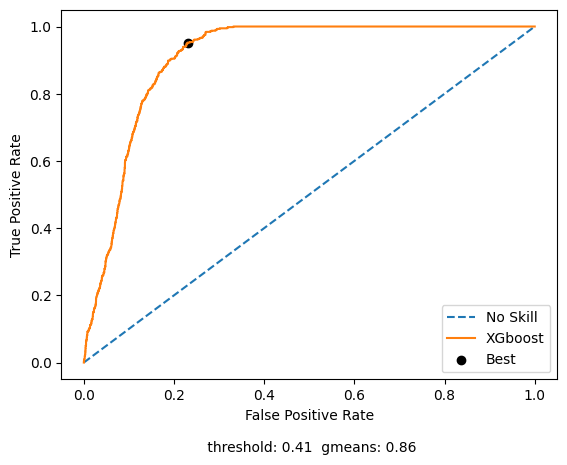 1.0
0.8
0.6
0.4
0.2
0.0
True Positive Rate
No Skill
XGboost
Best
0.0 0.2 0.4 0.6 0.8 1.0
False Positive Rate
threshold: 0.41 gmeans: 0.86